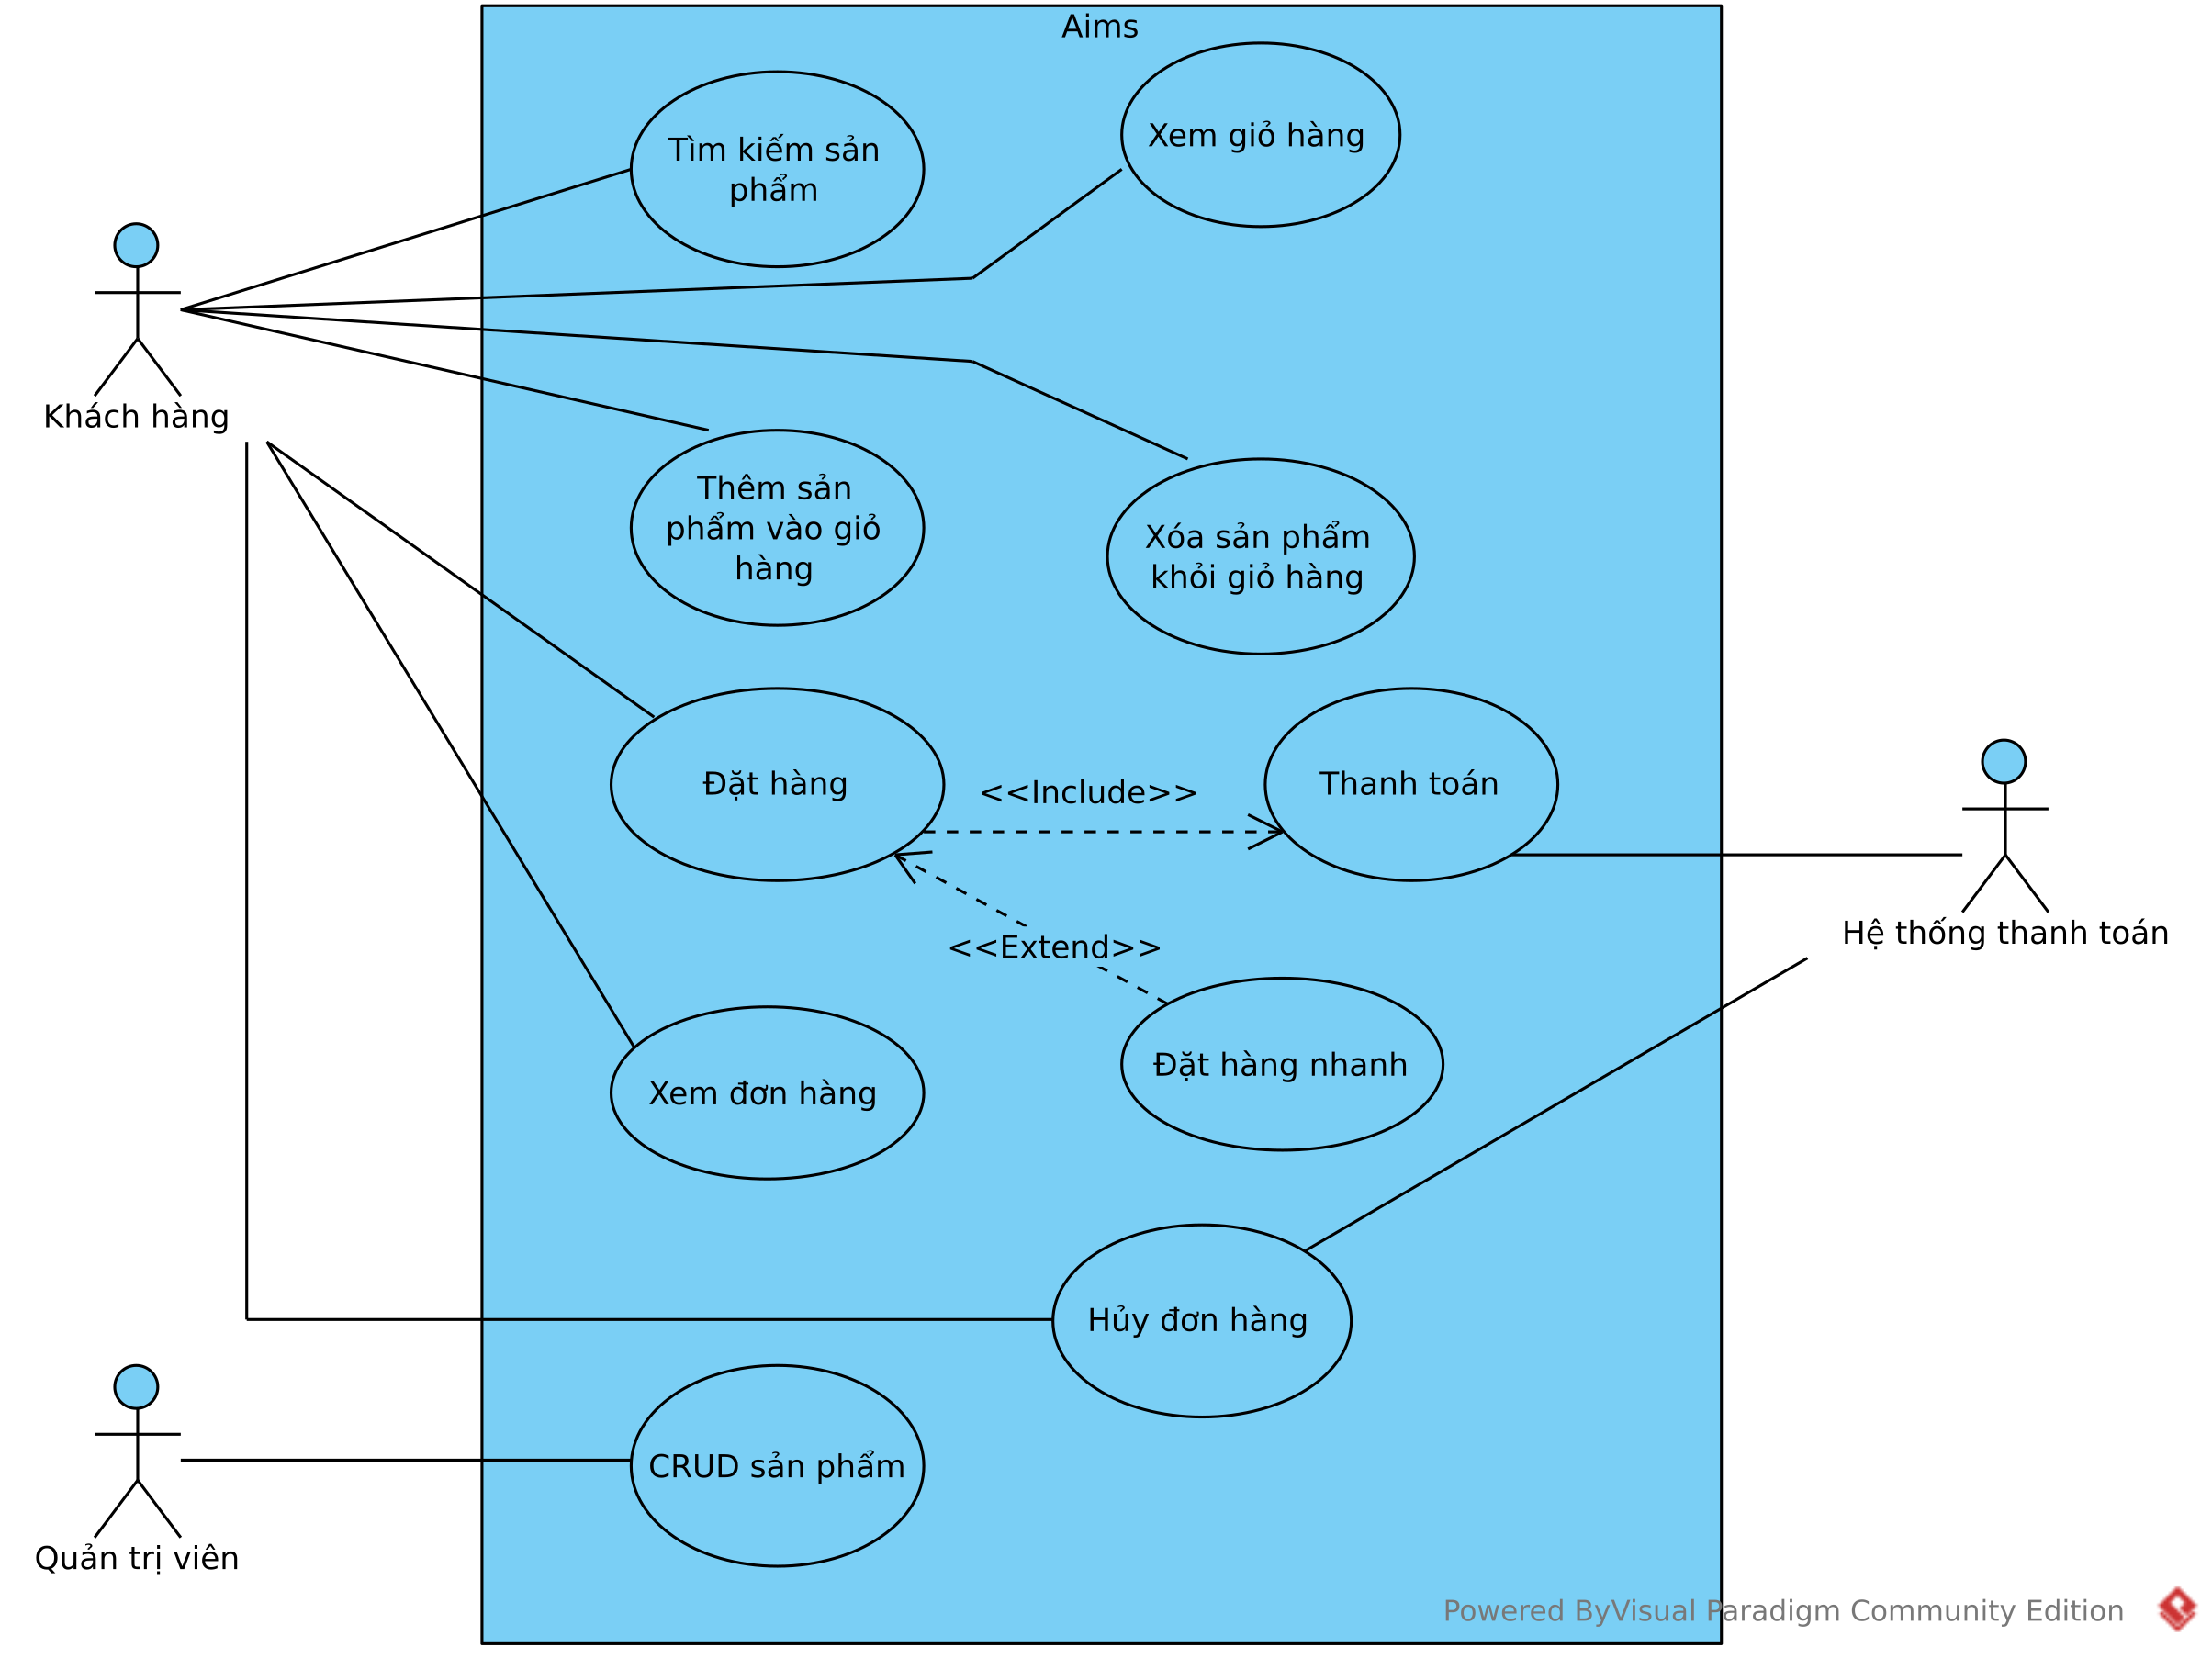 Aims
Tìm kiếm sản
phẩm
Xem giỏ hàng
Khách hàng
Thêm sản
phẩm vào giỏ
hàng
Xóa sản phẩm
khỏi giỏ hàng
Đặt hàng
<<Include>>
Thanh toán
Hệ thống thanh toán
<<Extend>>
Xem đơn hàng
Đặt hàng nhanh
Hủy đơn hàng
CRUD sản phẩm
Quản trị viên
Powered ByVisual Paradigm Community Edition